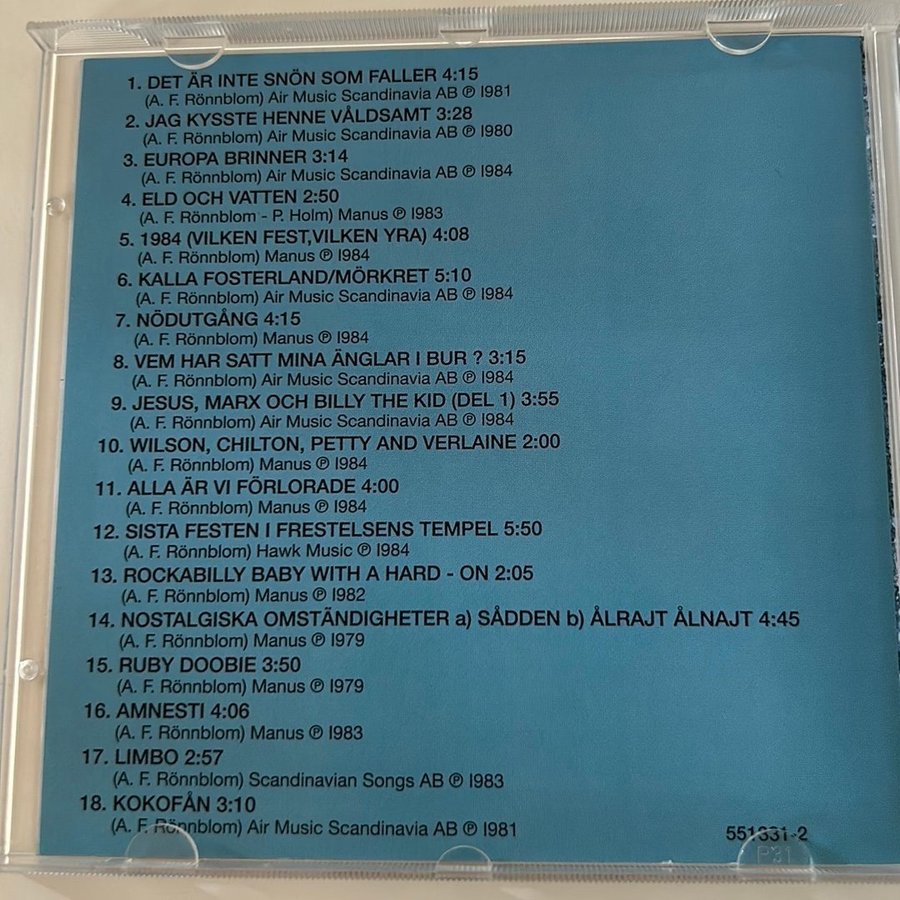 1. DET ÄR INTE SNÖN SOM FALLER 4:15
(A. F. Rönnblom) Air Music Scandinavia AB ℗ 1981
2. JAG KYSSTE HENNE VÅLDSAMT 3:28
(A. F. Rönnblom) Air Music Scandinavia AB ℗ 1980
3. EUROPA BRINNER 3:14
(A. F. Rönnblom) Air Music Scandinavia AB ℗ 1984
4. ELD OCH VATTEN 2:50
(A. F. Rönnblom - P. Holm) Manus ℗ 1983
5. 1984 (VILKEN FEST,VILKEN YRA) 4:08
(A. F. Rönnblom) Manus ℗ 1984
6. KALLA FOSTERLAND/MÖRKRET 5:10
(A. F. Rönnblom) Air Music Scandinavia AB ℗ 1984
7. NÖDUTGÅNG 4:15
(A. F. Rönnblom) Manus ℗ 1984
8. VEM HAR SATT MINA ÄNGLAR I BUR ? 3:15
(A. F. Rönnblom) Air Music Scandinavia AB ℗ 1984
9. JESUS, MARX OCH BILLY THE KID (DEL 1) 3:55
(A. F. Rönnblom) Air Music Scandinavia AB ℗ 1984
10. WILSON, CHILTON, PETTY AND VERLAINE 2:00
(A. F. Rönnblom) Manus ℗ 1984
11. ALLA ÄR VI FÖRLORADE 4:00
(A. F. Rönnblom) Manus ℗ 1984
12. SISTA FESTEN I FRESTELSENS TEMPEL 5:50
(A. F. Rönnblom) Hawk Music ℗ 1984
13. ROCKABILLY BABY WITH A HARD - ON 2:05
(A. F. Rönnblom) Manus ℗ 1982
14. NOSTALGISKA OMSTÄNDIGHETER a) SÅDDEN b) ÅLRAJT ÅLNAJT 4:45
(A. F. Rönnblom) Manus ℗ 1979
15. RUBY DOOBIE 3:50
(A. F. Rönnblom) Manus ℗ 1979
16. AMNESTI 4:06
(A. F. Rönnblom) Manus ℗ 1983
17. LIMBO 2:57
(A. F. Rönnblom) Scandinavian Songs AB ℗ 1983
18. KOKOFÅN 3:10
(A. F. Rönnblom) Air Music Scandinavia AB ℗ 1981
551331-2
P31